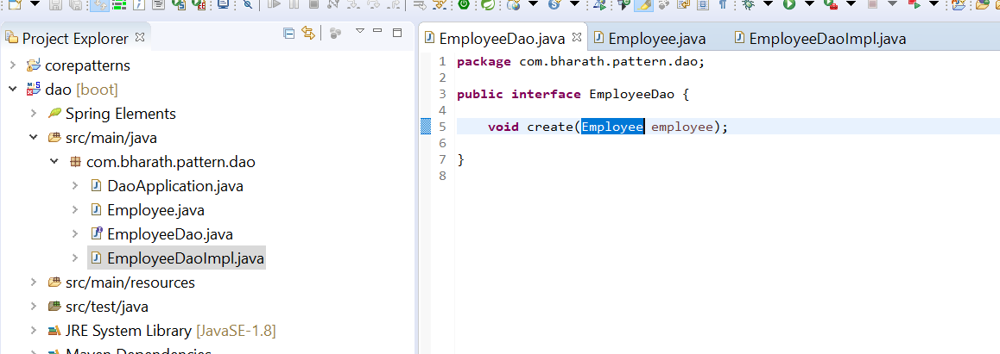 Project Explorer
corepatterns
dao [boot]
Spring Elements
src/main/java
com.bharath.pattern.dao
DaoApplication.java
Employee.java
EmployeeDao.java
EmployeeDaoImpl.java
src/main/resources
src/test/java
JRE System Library [JavaSE-1.8]
Maven Dependencies
EmployeeDao.java Employee.java EmployeeDaoImpl.java
1 package com.bharath.pattern.dao;
2
3 public interface EmployeeDao {
4
5 void create(Employee employee);
6
7 }
8